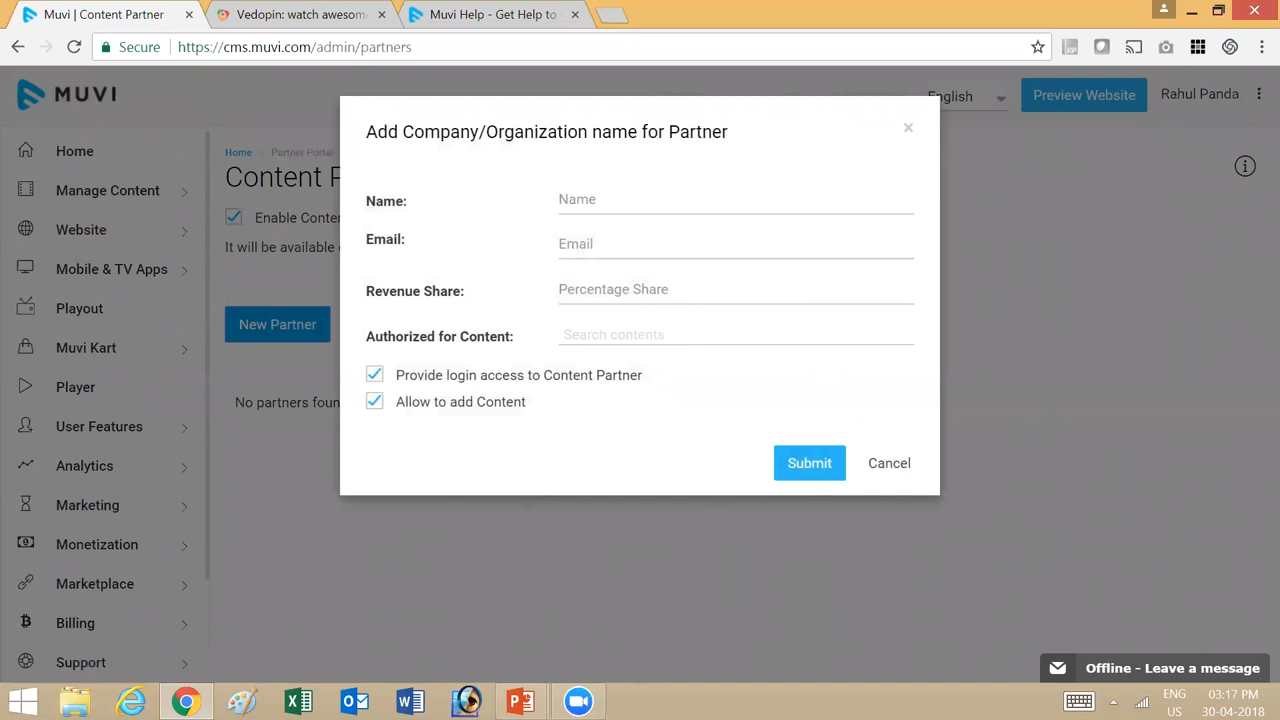 Muvi | Content Partner
Vedopin: watch awesom
Muvi Help - Get Help to
Secure
https://cms.muvi.com/admin/partners
MUVI
English
Preview Website
Rahul Panda
Home
Manage Content
Website
Mobile & TV Apps
Playout
Muvi Kart
Player
User Features
Analytics
Marketing
Monetization
Marketplace
Billing
Support
Home
Partner Portal
Content P
Enable Conten
It will be available
New Partner
No partners foun
Add Company/Organization name for Partner
Name:
Name
Email:
Email
Revenue Share:
Percentage Share
Authorized for Content:
Search contents
Provide login access to Content Partner
Allow to add Content
Submit
Cancel
Offline - Leave a message
ENG
US
03:17 PM
30-04-2018